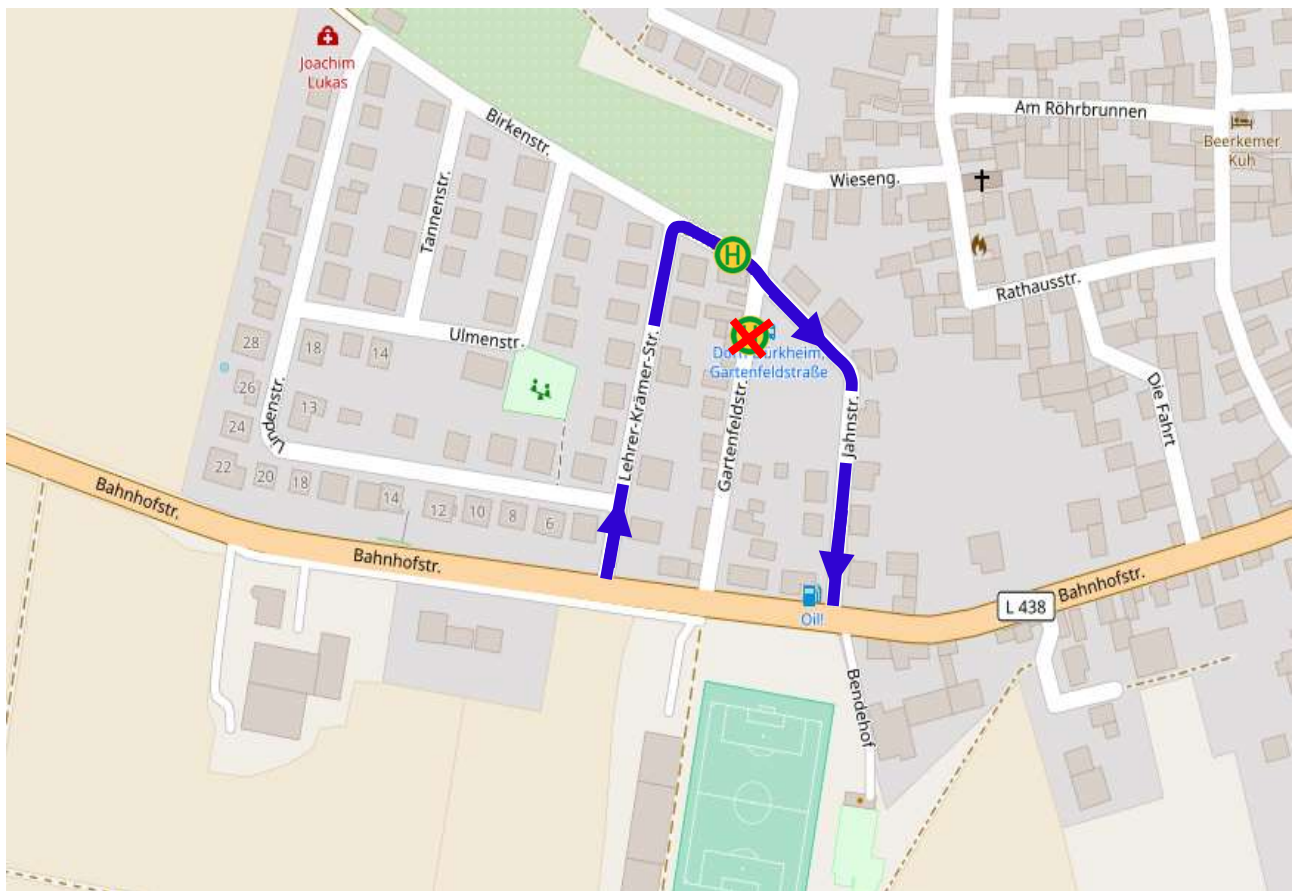 Joachim
Lukas
Birkenstr.
Am Röhrbrunnen
Beerkemer
Kuh
Wieseng.
Tannenstr.
H
Rathausstr.
Ulmenstr.
28
18
14
26
13
24
Gartenfeldstraße
Lindenstr.
Lehrer-Krämer-Str.
Gartenfeldstr.
Jahnstr.
Die Fahrt
22
20
18
14
12
10
8
6
Bahnhofstr.
Bahnhofstr.
Bahnhofstr.
L 438
Oil!
Bendehof